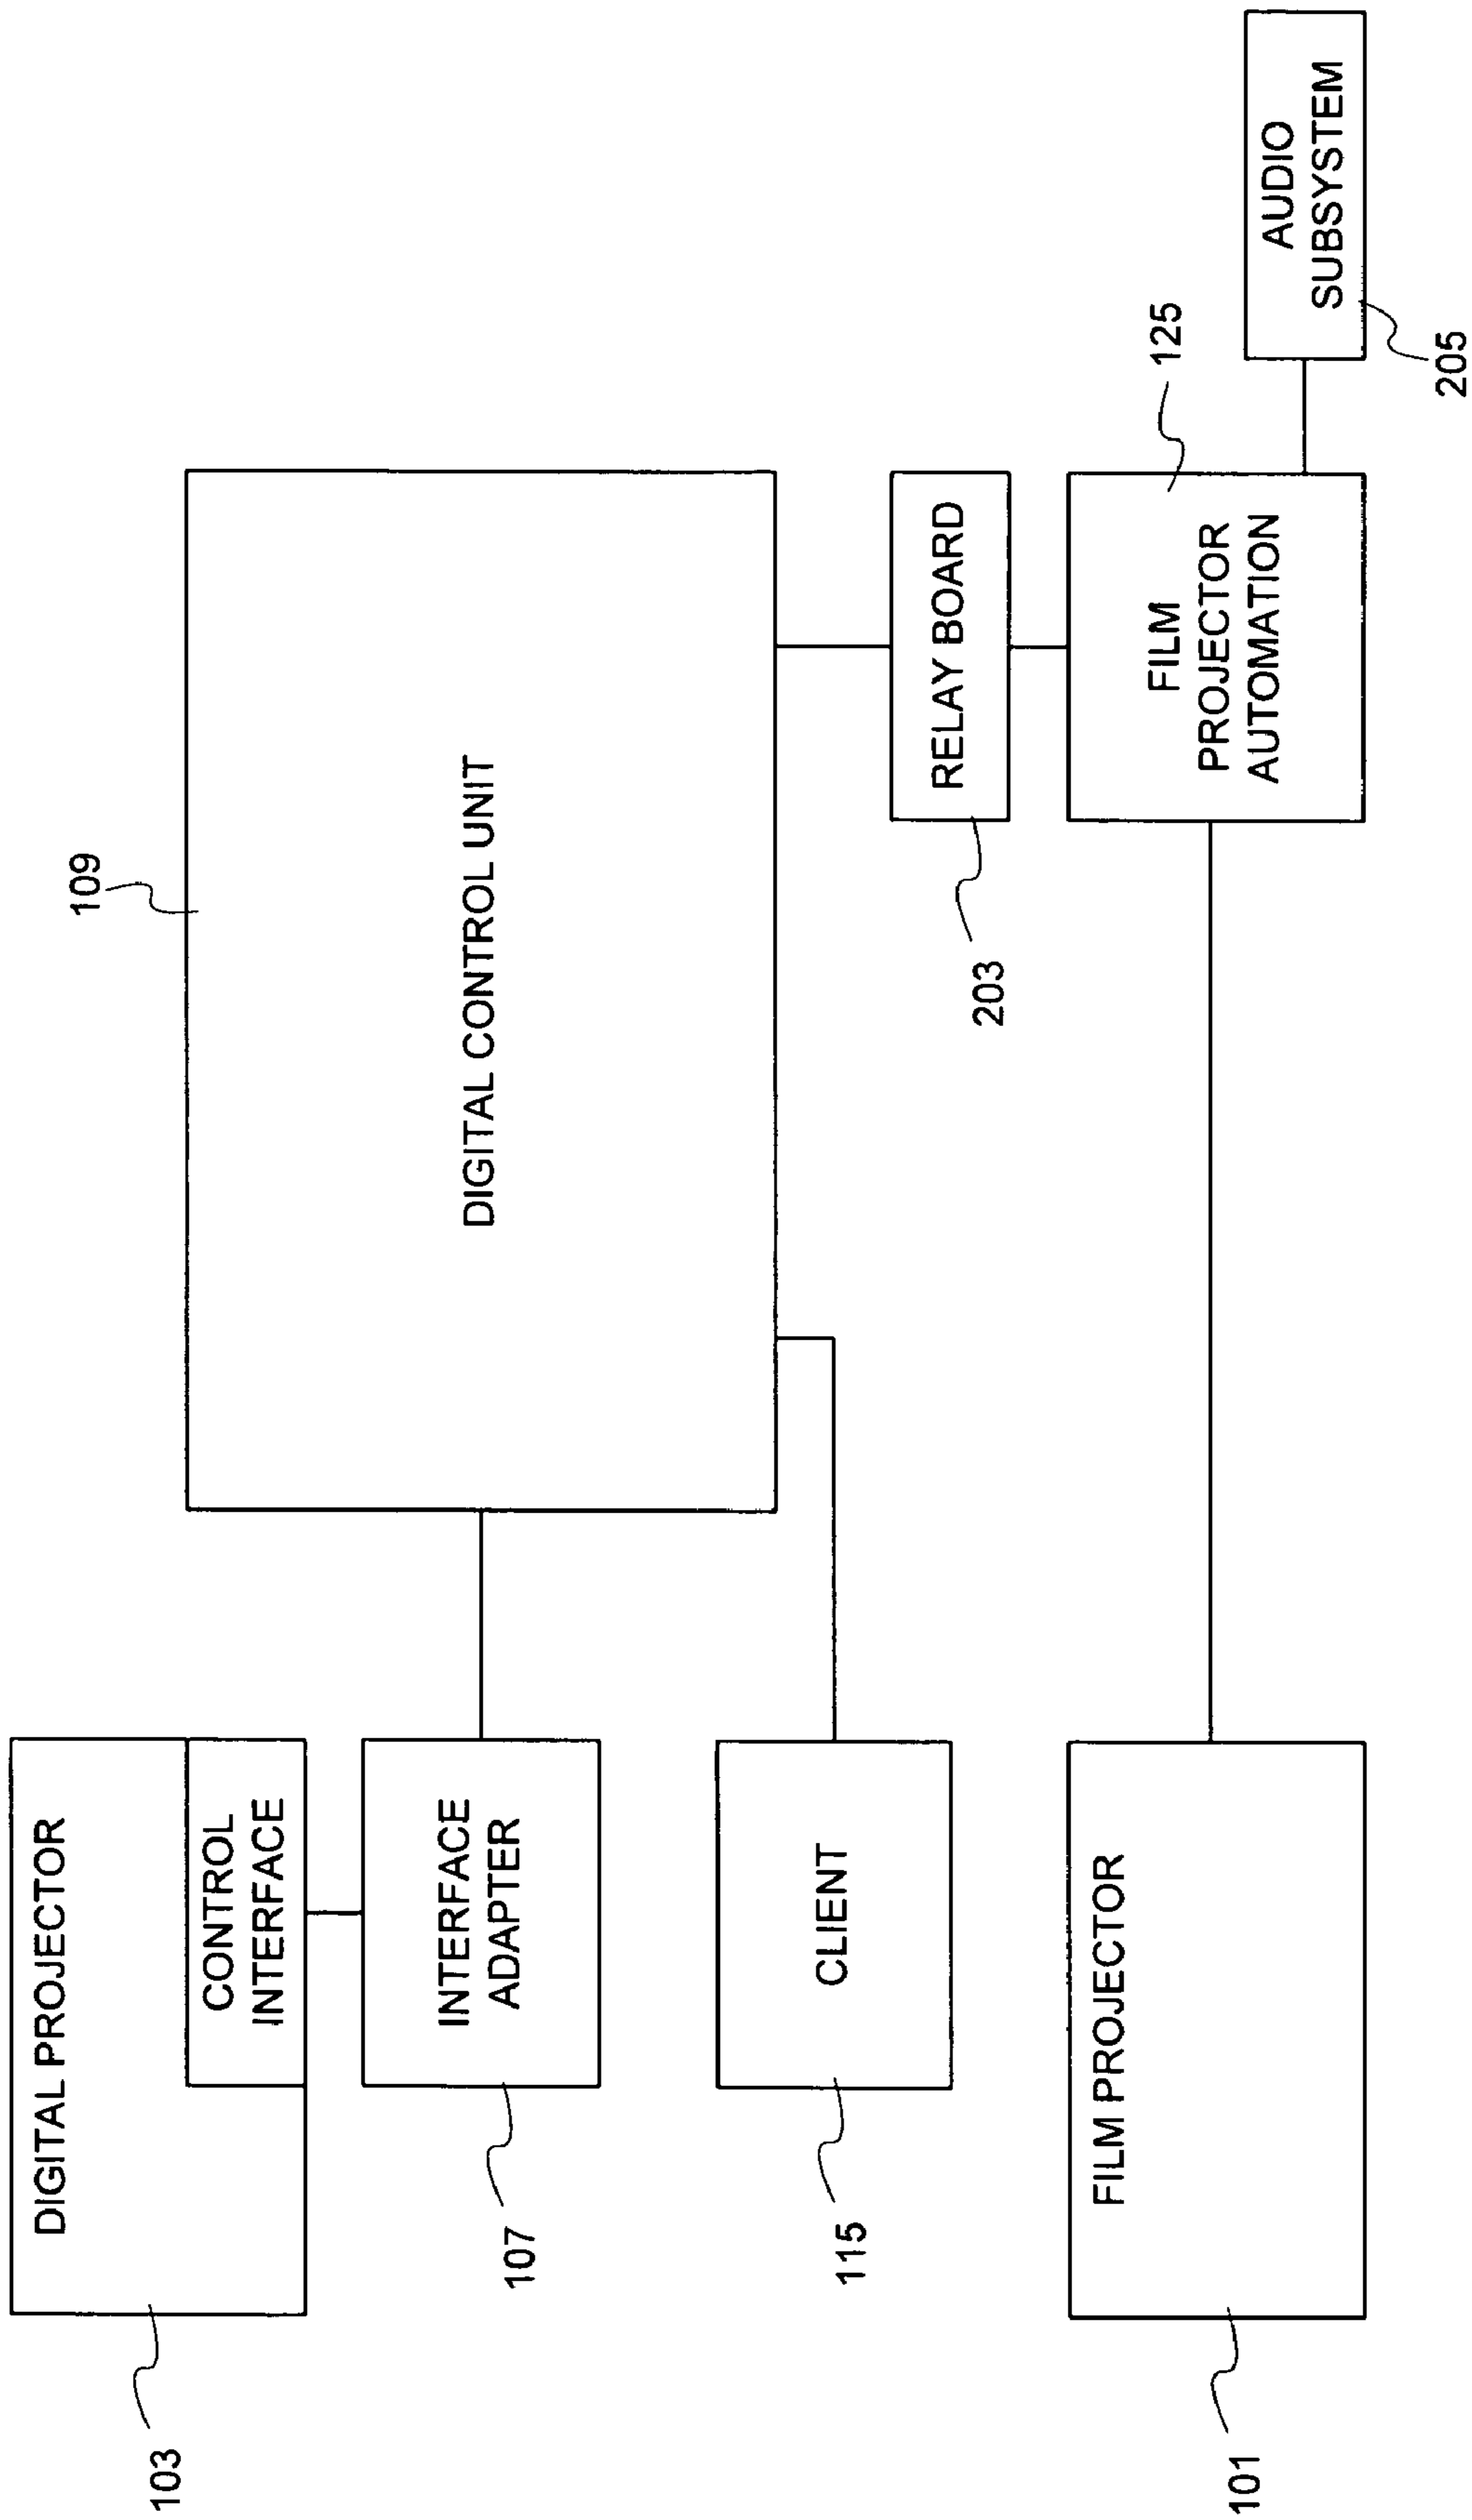 103
DIGITAL PROJECTOR
CONTROL
INTERFACE
107
INTERFACE
ADAPTER
109
DIGITAL CONTROL UNIT
115
CLIENT
203
RELAY BOARD
101
FILM PROJECTOR
125
FILM
PROJECTOR
AUTOMATION
205
AUDIO
SUBSYSTEM